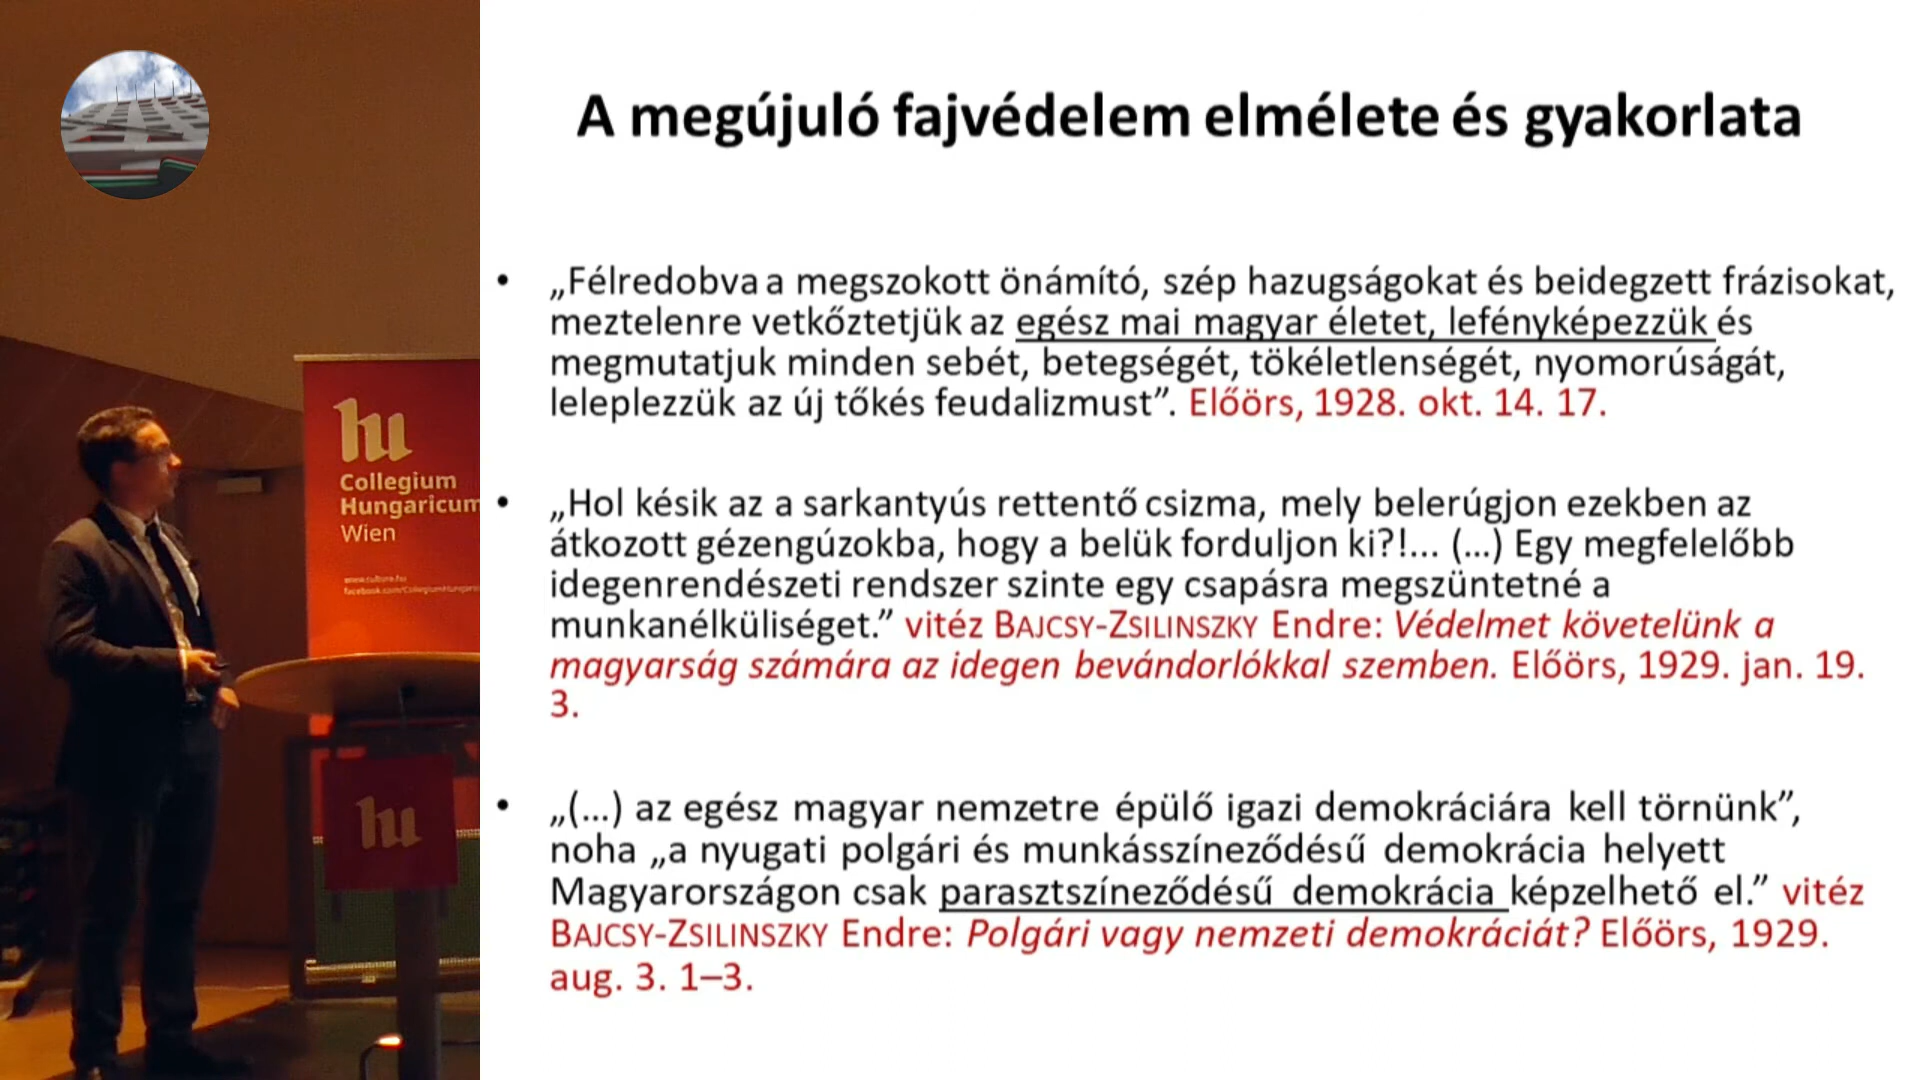 A megújuló fajvédelem elmélete és gyakorlata
• „Félredobva a megszokott önámító, szép hazugságokat és beidegzett frázisokat,
meztelenre vetkőztetjük az egész mai magyar életet, lefényképezzük és
megmutatjuk minden sebét, betegségét, tökéletlenségét, nyomorúságát,
leleplezzük az új tőkés feudalizmust”. Előörs, 1928. okt. 14. 17.
• „Hol késik az a sarkantyús rettentő csizma, mely belerúgjon ezekben az
átkozott gézengúzokba, hogy a belük forduljon ki?!... (...) Egy megfelelőbb
idegenrendészeti rendszer szinte egy csapásra megszüntetné a
munkanélküliséget.” vitéz BAJCSY-ZSILINSZKY Endre: Védelmet követelünk a
magyarság számára az idegen bevándorlókkal szemben. Előörs, 1929. jan. 19.
3.
• „(...) az egész magyar nemzetre épülő igazi demokráciára kell törnünk”,
noha „a nyugati polgári és munkásszíneződésű demokrácia helyett
Magyarországon csak parasztszíneződésű demokrácia képzelhető el.” vitéz
BAJCSY-ZSILINSZKY Endre: Polgári vagy nemzeti demokráciát? Előörs, 1929.
aug. 3. 1–3.
hu
Collegium
Hungaricum
Wien
hu